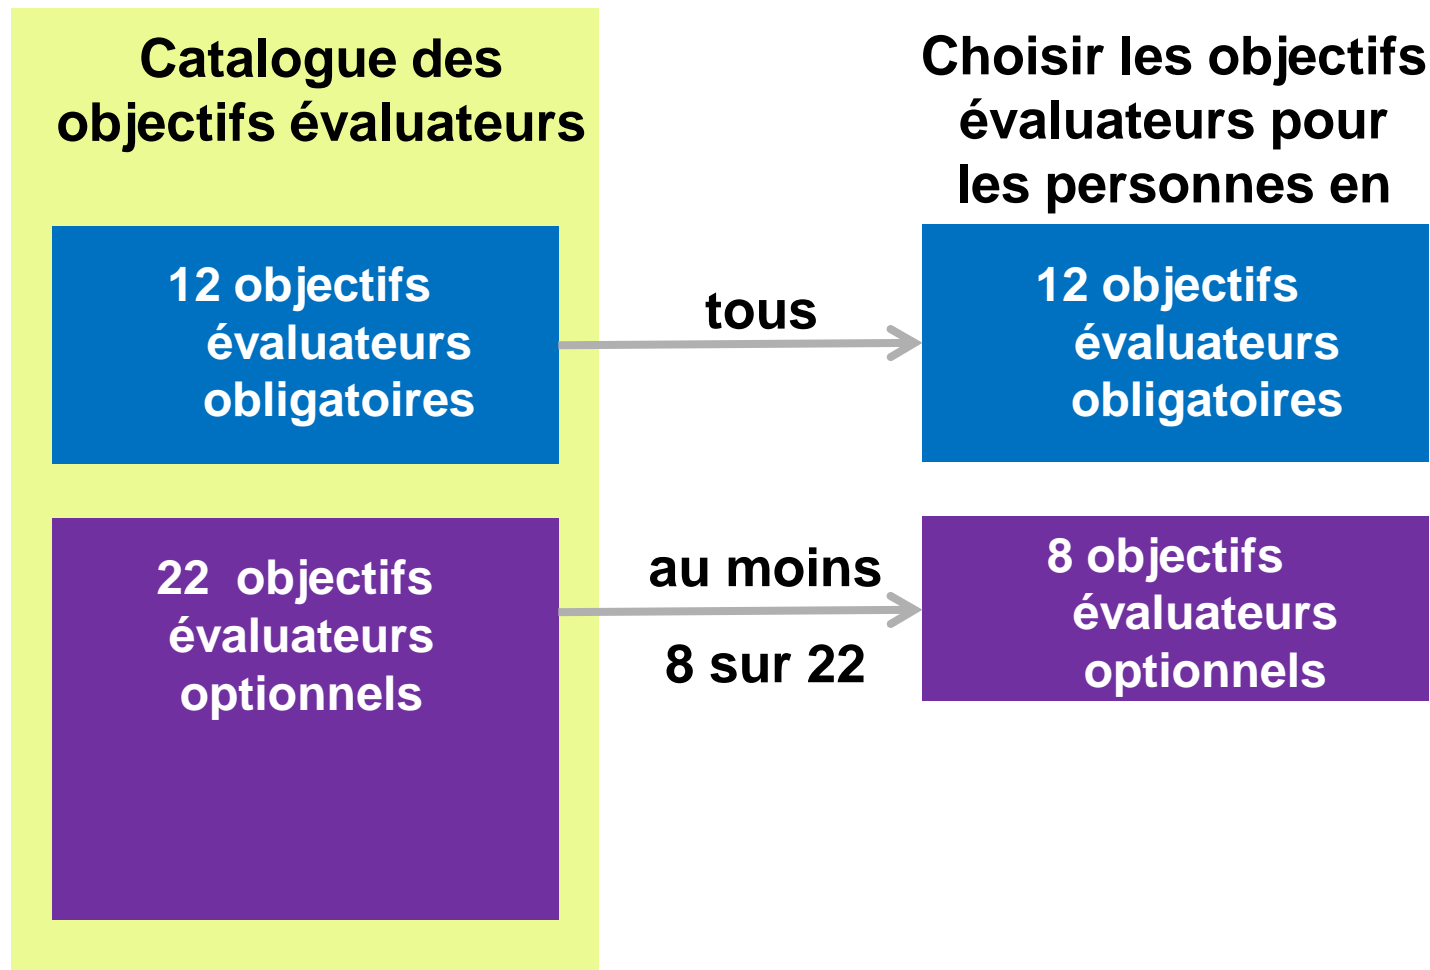 Catalogue des
objectifs évaluateurs
12 objectifs
évaluateurs
obligatoires
22 objectifs
évaluateurs
optionnels
tous
au moins
8 sur 22
Choisir les objectifs
évaluateurs pour
les personnes en
12 objectifs
évaluateurs
obligatoires
8 objectifs
évaluateurs
optionnels